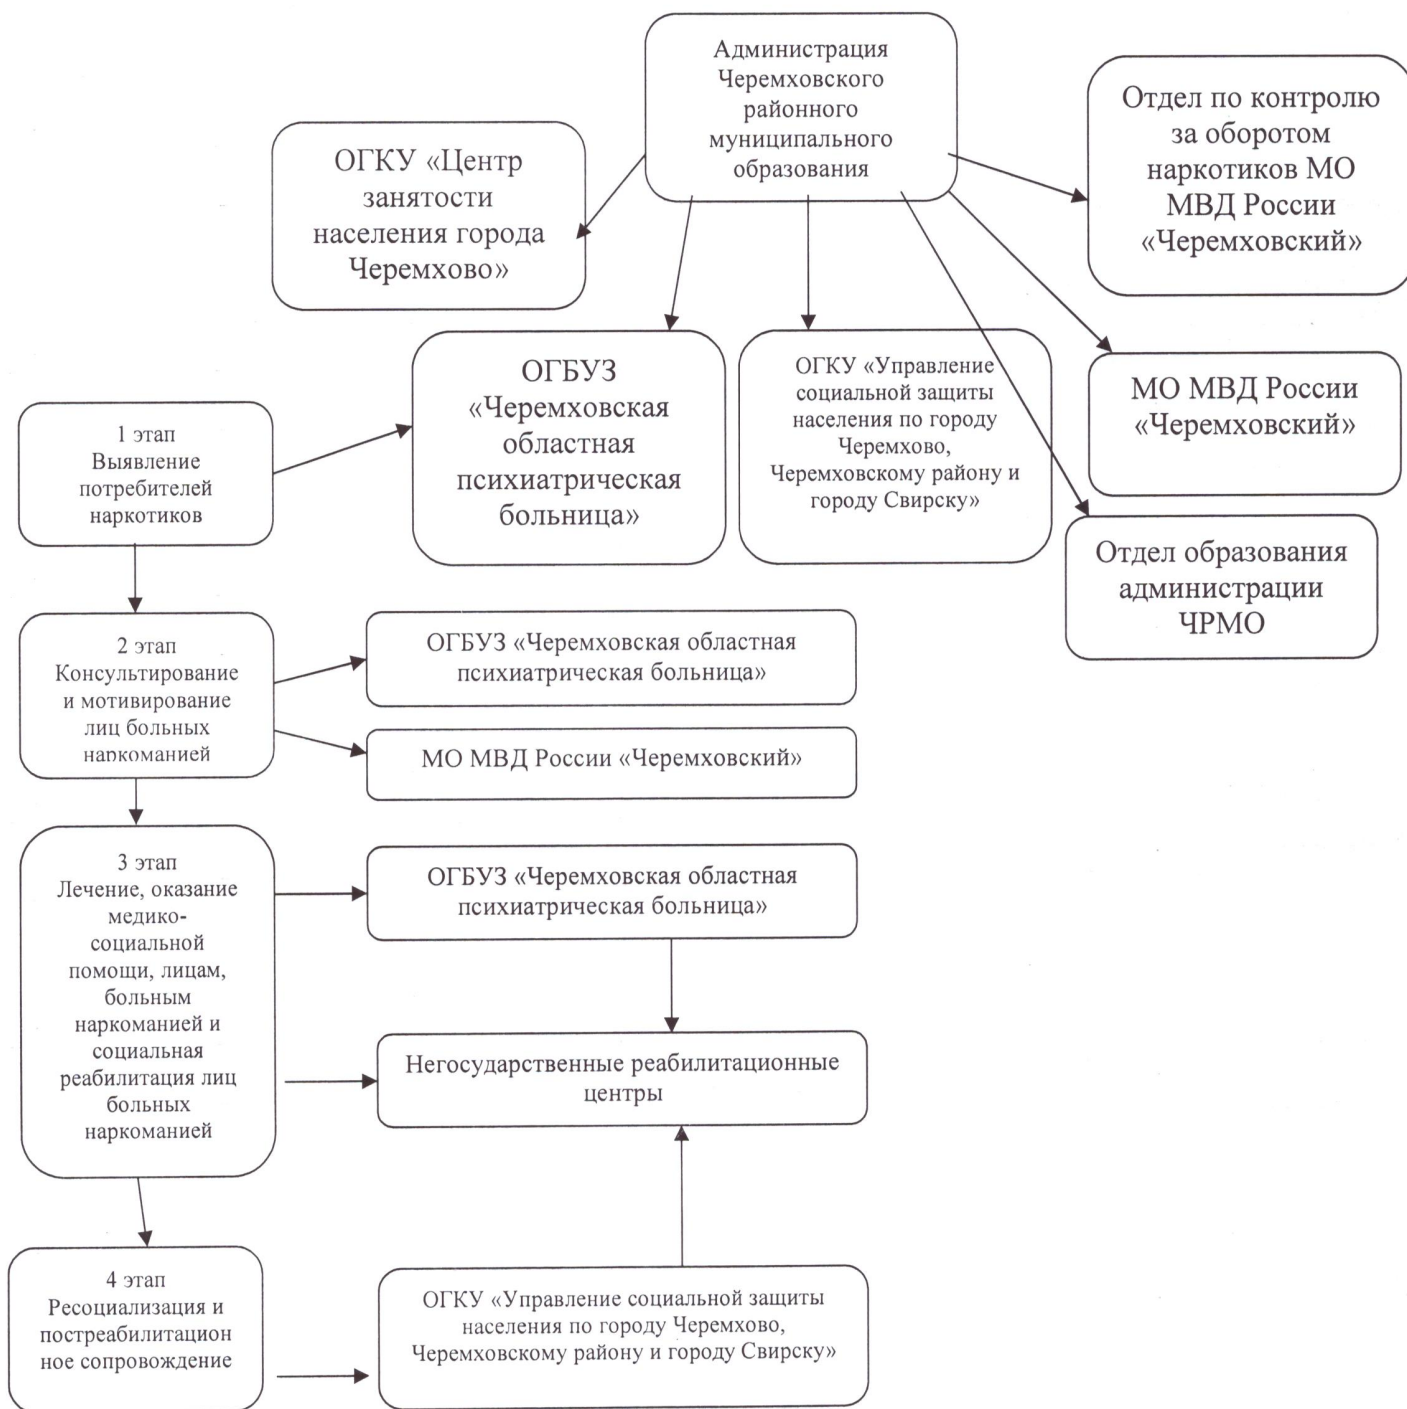 Администрация
Черемховского
районного
муниципального
образования
Отдел по контролю
за оборотом
наркотиков МО
МВД России
«Черемховский»
ОГКУ «Центр
занятости
населения города
Черемхово»
ОГБУЗ
«Черемховская
областная
психиатрическая
больница»
ОГКУ «Управление
социальной защиты
населения по городу
Черемхово,
Черемховскому району и
городу Свирску»
МО МВД России
«Черемховский»
1 этап
Выявление
потребителей
наркотиков
Отдел образования
администрации
ЧРМО
2 этап
Консультирование
и мотивирование
лиц больных
наркоманией
ОГБУЗ «Черемховская областная
психиатрическая больница»
МО МВД России «Черемховский»
3 этап
Лечение, оказание
медико-
социальной
помощи, лицам,
больным
наркоманией и
социальная
реабилитация лиц
больных
наркоманией
ОГБУЗ «Черемховская областная
психиатрическая больница»
Негосударственные реабилитационные
центры
4 этап
Ресоциализация и
постреабилитацион
ное сопровождение
ОГКУ «Управление социальной защиты
населения по городу Черемхово,
Черемховскому району и городу Свирску»